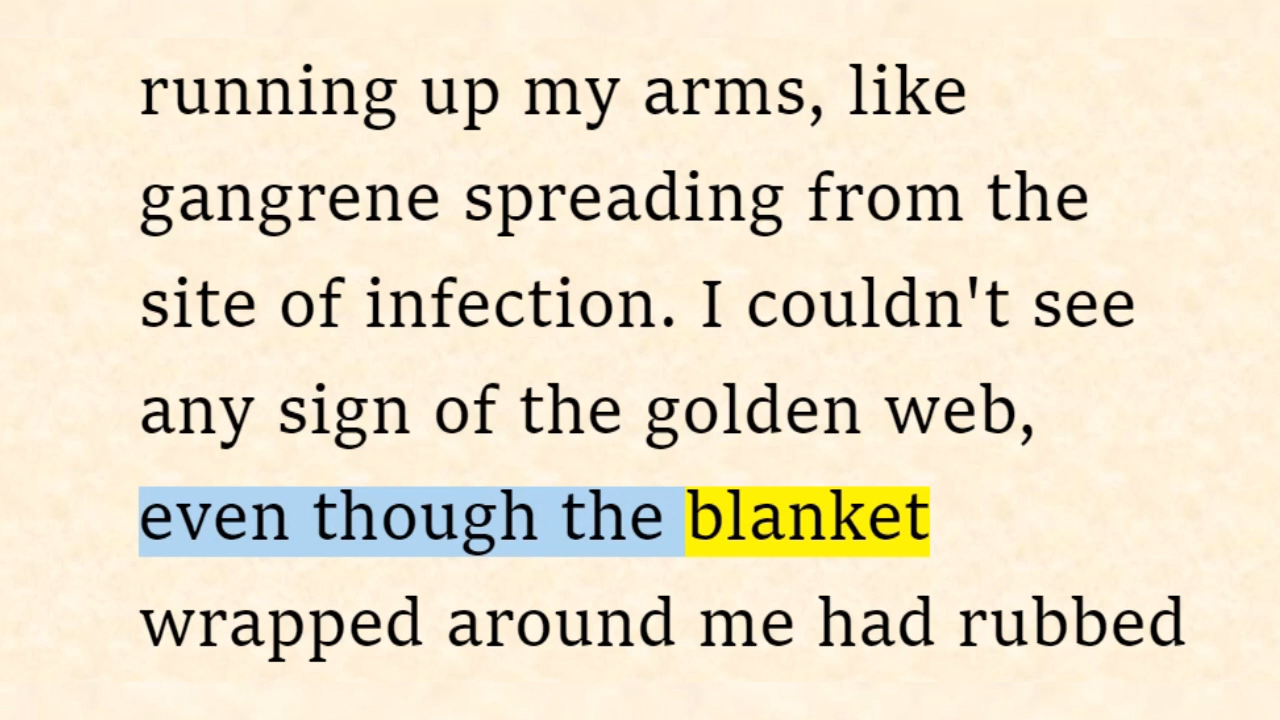 running up my arms, like
gangrene spreading from the
site of infection. I couldn't see
any sign of the golden web,
even though the blanket
wrapped around me had rubbed